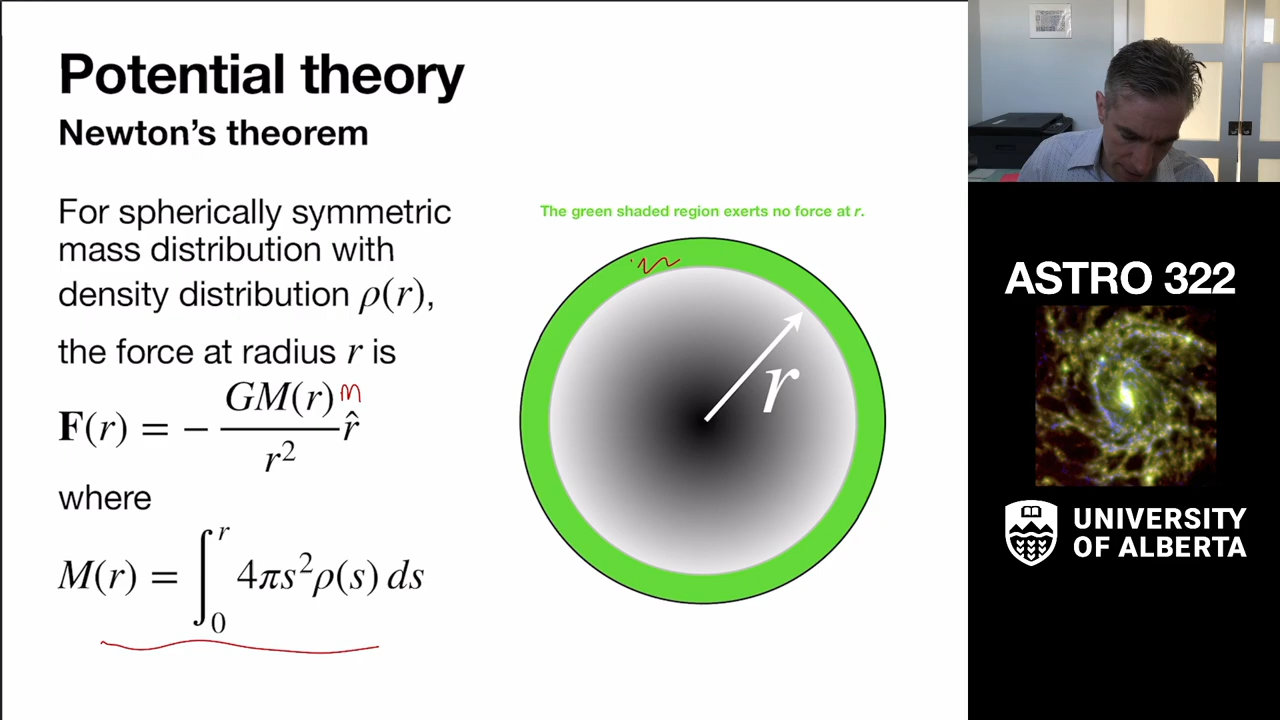 Potential theory
Newton's theorem
For spherically symmetric
mass distribution with
density distribution ρ(r),
the force at radius r is
F(r) = − GM(r) m / r² r̂
where
M(r) = ∫₀ʳ 4πs²ρ(s) ds
The green shaded region exerts no force at r.
r
ASTRO 322
UNIVERSITY
OF ALBERTA